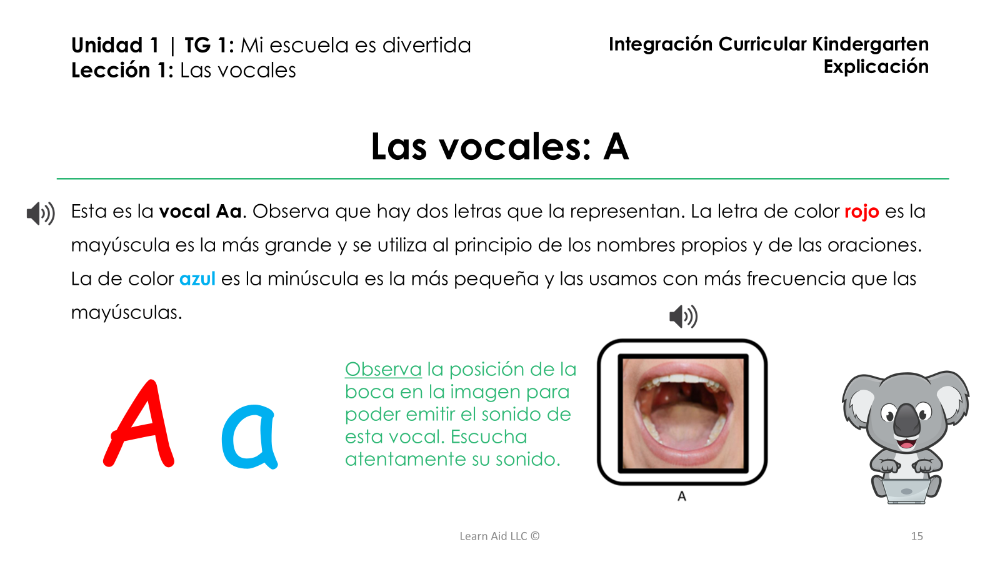 Unidad 1 | TG 1: Mi escuela es divertida
Lección 1: Las vocales
Integración Curricular Kindergarten
Explicación
Las vocales: A
Esta es la vocal Aa. Observa que hay dos letras que la representan. La letra de color rojo es la
mayúscula es la más grande y se utiliza al principio de los nombres propios y de las oraciones.
La de color azul es la minúscula es la más pequeña y las usamos con más frecuencia que las
mayúsculas.
A a
Observa la posición de la
boca en la imagen para
poder emitir el sonido de
esta vocal. Escucha
atentamente su sonido.
A
Learn Aid LLC ©
15